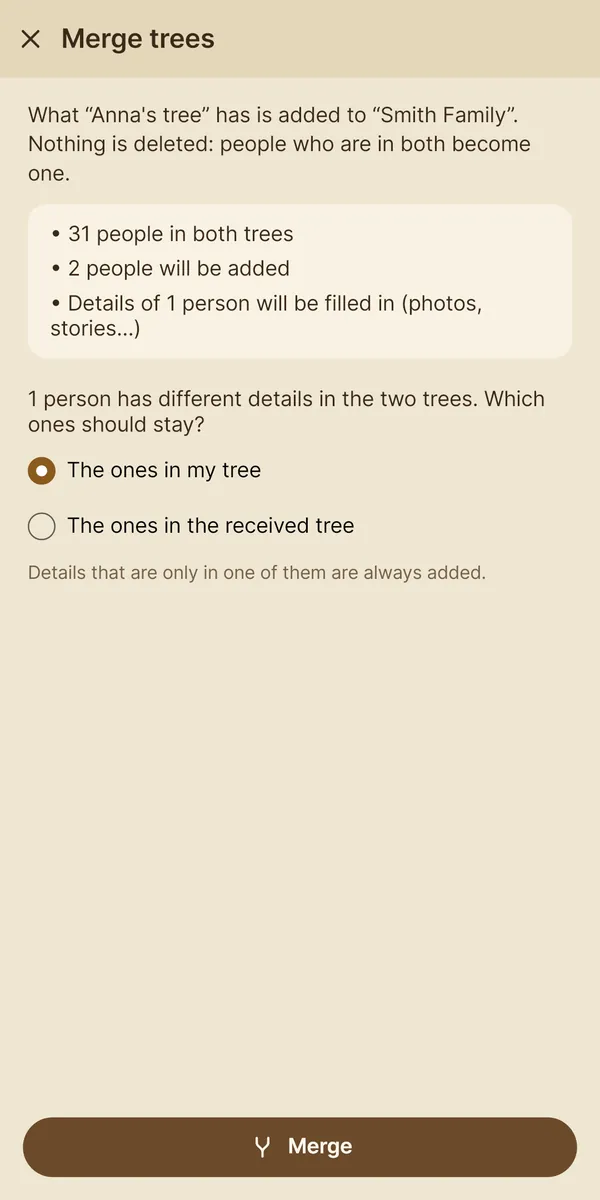 Merge trees
What “Anna's tree” has is added to “Smith Family”.
Nothing is deleted: people who are in both become
one.
• 31 people in both trees
• 2 people will be added
• Details of 1 person will be filled in (photos,
stories...)
1 person has different details in the two trees. Which
ones should stay?
The ones in my tree
The ones in the received tree
Details that are only in one of them are always added.
Merge